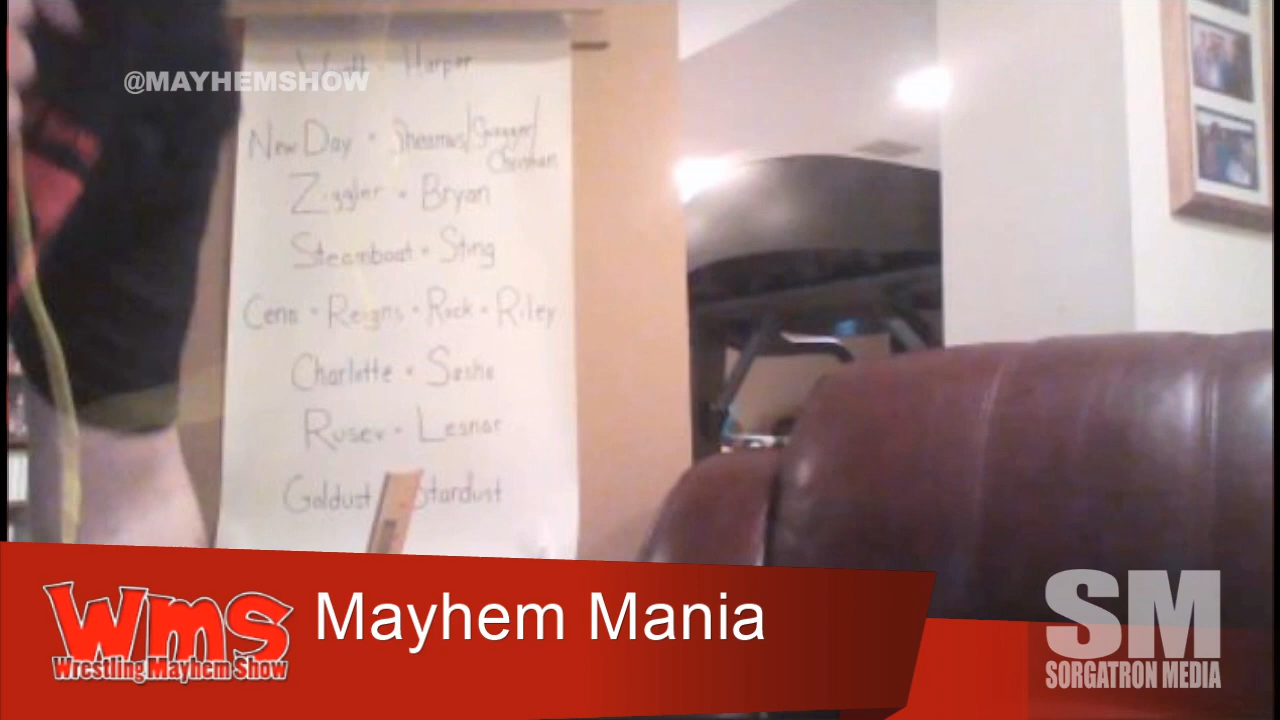 Wyatt Harper
@MAYHEMSHOW
New Day - Sheamus/Swagger/
Christian
Ziggler - Bryan
Steamboat - Sting
Cena - Reigns - Rock - Riley
Charlotte - Sasha
Rusev - Lesnar
Goldust Stardust
Wms
Wrestling Mayhem Show
Mayhem Mania
SM
SORGATRON MEDIA